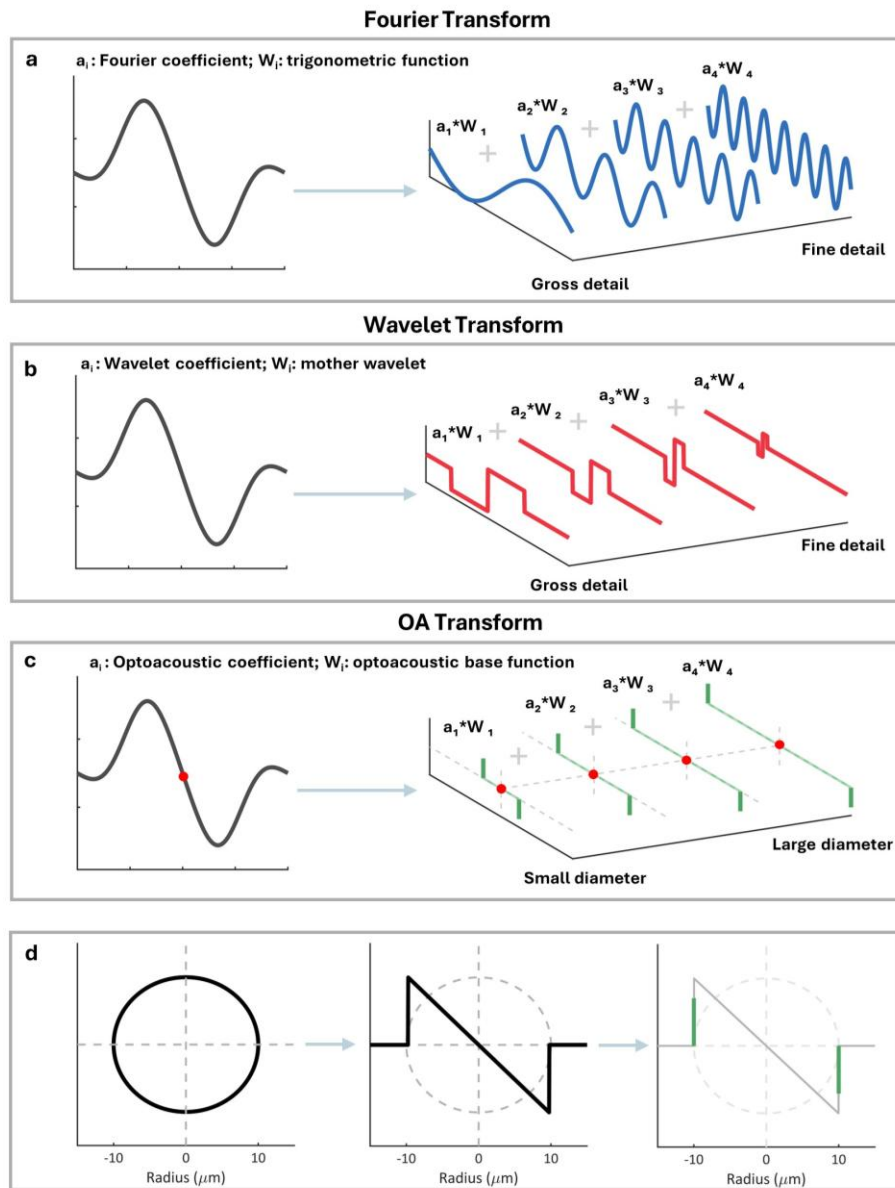 Fourier Transform
a
aᵢ: Fourier coefficient; Wᵢ: trigonometric function
a₁*W₁
+
a₂*W₂
+
a₃*W₃
+
a₄*W₄
Fine detail
Gross detail
Wavelet Transform
b
aᵢ: Wavelet coefficient; Wᵢ: mother wavelet
a₁*W₁
+
a₂*W₂
+
a₃*W₃
+
a₄*W₄
Fine detail
Gross detail
OA Transform
c
aᵢ: Optoacoustic coefficient; Wᵢ: optoacoustic base function
a₁*W₁
+
a₂*W₂
+
a₃*W₃
+
a₄*W₄
Large diameter
Small diameter
d
-10 0 10
Radius (μm)
-10 0 10
Radius (μm)
-10 0 10
Radius (μm)